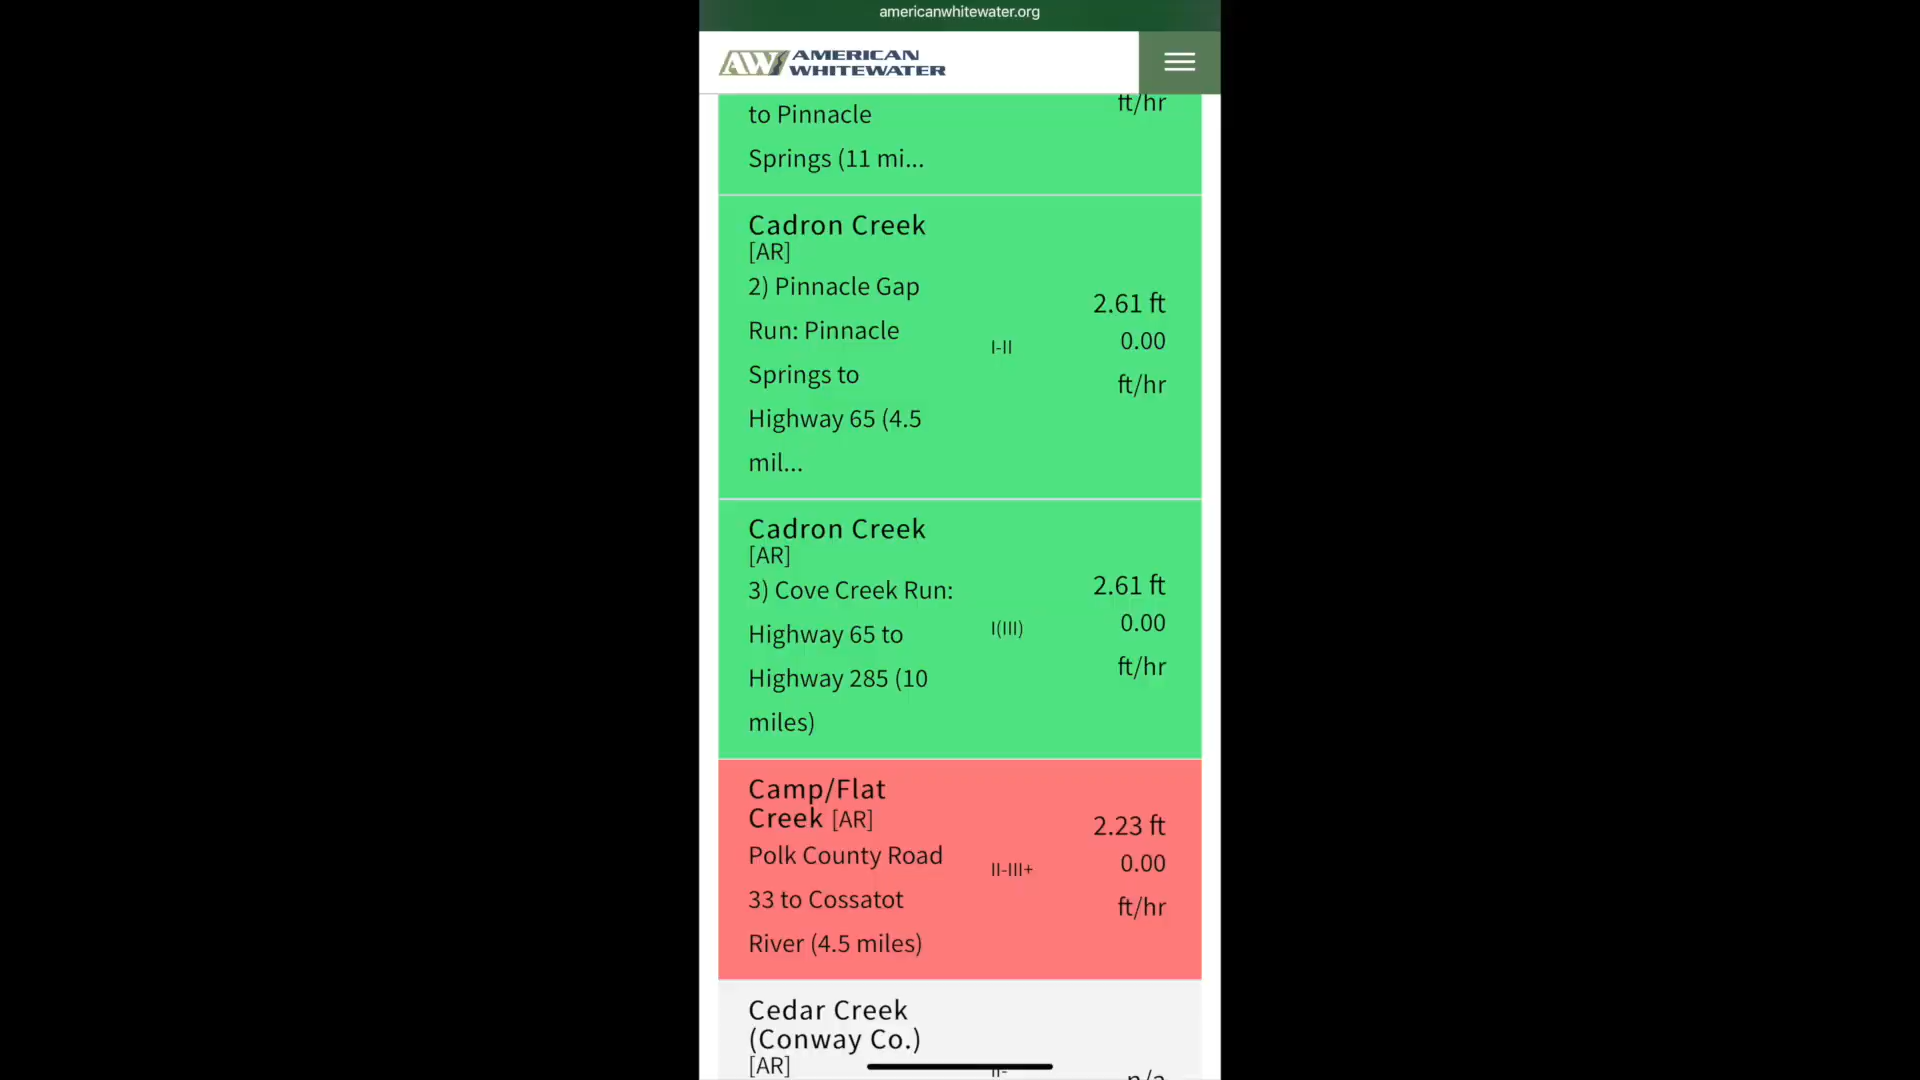 americanwhitewater.org
AW AMERICAN
WHITEWATER
ft/hr
to Pinnacle
Springs (11 mi...
Cadron Creek
[AR]
2) Pinnacle Gap
Run: Pinnacle
Springs to
Highway 65 (4.5
mil...
I-II
2.61 ft
0.00
ft/hr
Cadron Creek
[AR]
3) Cove Creek Run:
Highway 65 to
Highway 285 (10
miles)
I(III)
2.61 ft
0.00
ft/hr
Camp/Flat
Creek [AR]
Polk County Road
33 to Cossatot
River (4.5 miles)
II-III+
2.23 ft
0.00
ft/hr
Cedar Creek
(Conway Co.)
[AR]
II-
n/a